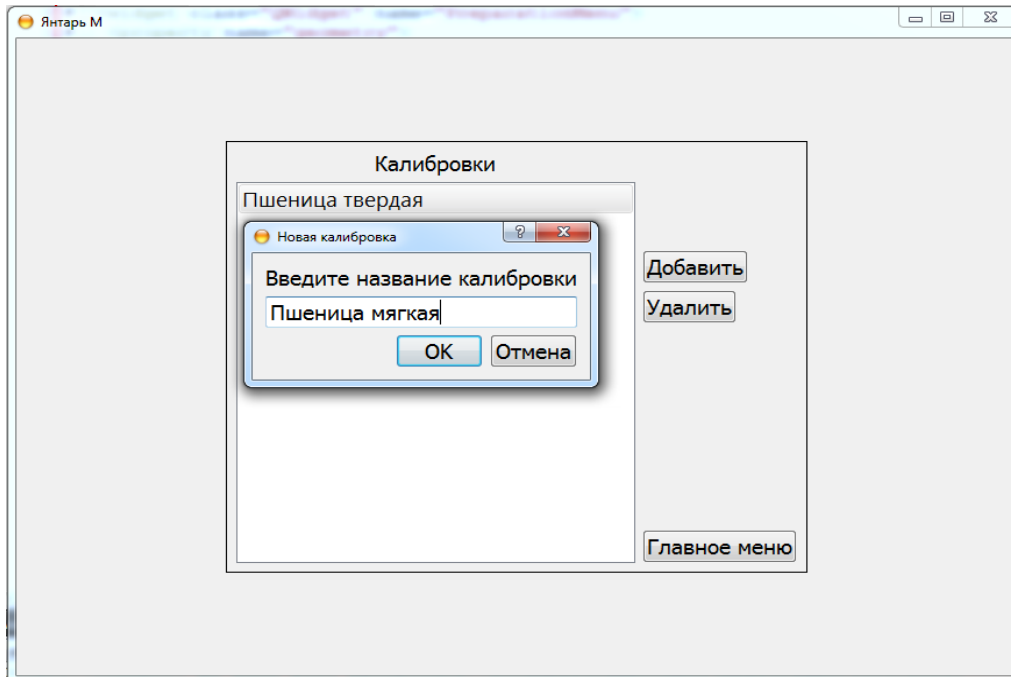 Янтарь М
Калибровки
Пшеница твердая
Новая калибровка
Введите название калибровки
Пшеница мягкая
OK
Отмена
Добавить
Удалить
Главное меню